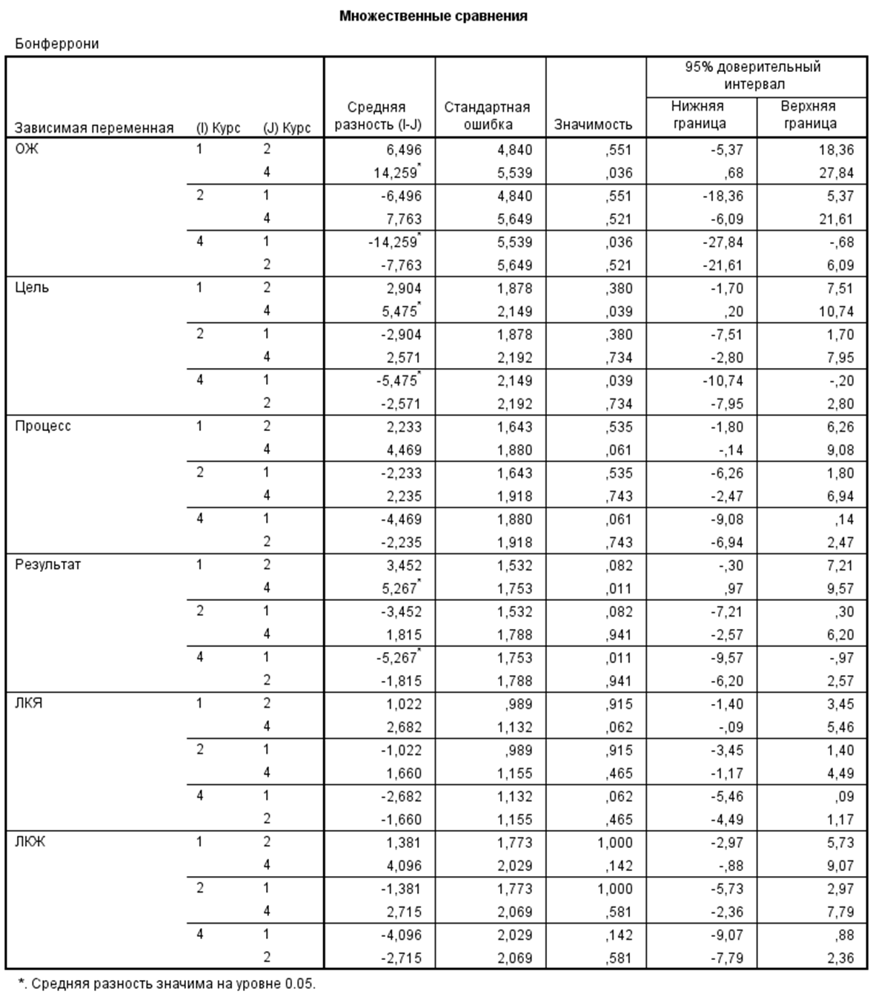 Множественные сравнения
Бонферрони
Зависимая переменная (I) Курс (J) Курс Средняя разность (I-J) Стандартная ошибка Значимость 95% доверительный интервал
Нижняя граница Верхняя граница
ОЖ 1 2 6,496 4,840 ,551 -5,37 18,36
4 14,259* 5,539 ,036 ,68 27,84
2 1 -6,496 4,840 ,551 -18,36 5,37
4 7,763 5,649 ,521 -6,09 21,61
4 1 -14,259* 5,539 ,036 -27,84 -,68
2 -7,763 5,649 ,521 -21,61 6,09
Цель 1 2 2,904 1,878 ,380 -1,70 7,51
4 5,475* 2,149 ,039 ,20 10,74
2 1 -2,904 1,878 ,380 -7,51 1,70
4 2,571 2,192 ,734 -2,80 7,95
4 1 -5,475* 2,149 ,039 -10,74 -,20
2 -2,571 2,192 ,734 -7,95 2,80
Процесс 1 2 2,233 1,643 ,535 -1,80 6,26
4 4,469 1,880 ,061 -,14 9,08
2 1 -2,233 1,643 ,535 -6,26 1,80
4 2,235 1,918 ,743 -2,47 6,94
4 1 -4,469 1,880 ,061 -9,08 ,14
2 -2,235 1,918 ,743 -6,94 2,47
Результат 1 2 3,452 1,532 ,082 -,30 7,21
4 5,267* 1,753 ,011 ,97 9,57
2 1 -3,452 1,532 ,082 -7,21 ,30
4 1,815 1,788 ,941 -2,57 6,20
4 1 -5,267* 1,753 ,011 -9,57 -,97
2 -1,815 1,788 ,941 -6,20 2,57
ЛКЯ 1 2 1,022 ,989 ,915 -1,40 3,45
4 2,682 1,132 ,062 -,09 5,46
2 1 -1,022 ,989 ,915 -3,45 1,40
4 1,660 1,155 ,465 -1,17 4,49
4 1 -2,682 1,132 ,062 -5,46 ,09
2 -1,660 1,155 ,465 -4,49 1,17
ЛКЖ 1 2 1,381 1,773 1,000 -2,97 5,73
4 4,096 2,029 ,142 -,88 9,07
2 1 -1,381 1,773 1,000 -5,73 2,97
4 2,715 2,069 ,581 -2,36 7,79
4 1 -4,096 2,029 ,142 -9,07 ,88
2 -2,715 2,069 ,581 -7,79 2,36
*. Средняя разность значима на уровне 0.05.